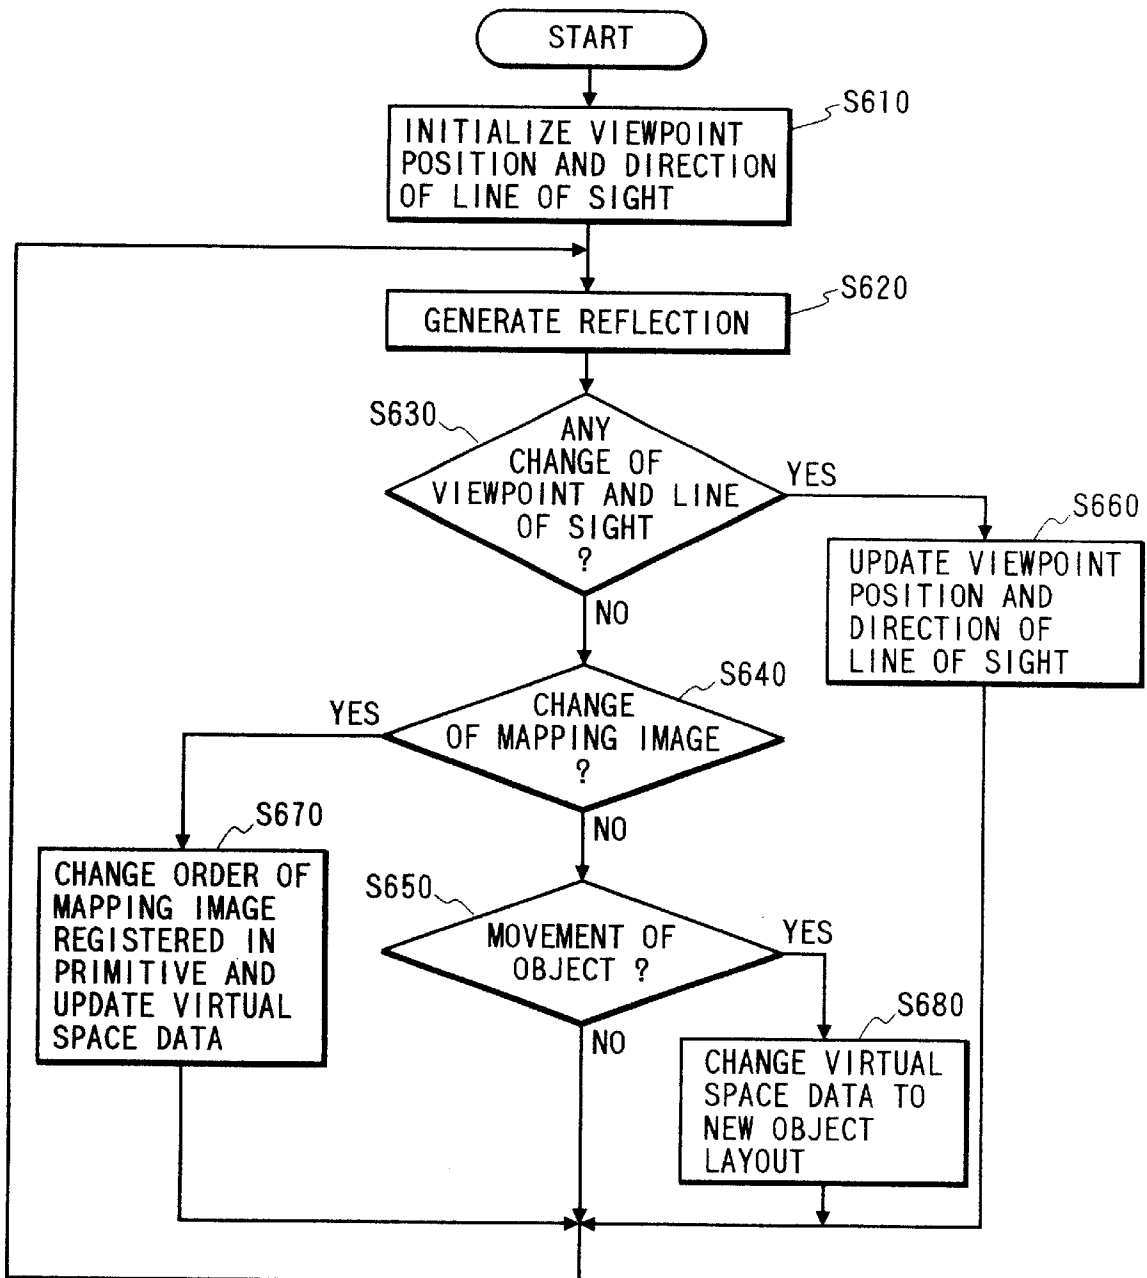 START
S610
INITIALIZE VIEWPOINT
POSITION AND DIRECTION
OF LINE OF SIGHT
S620
GENERATE REFLECTION
S630
ANY
CHANGE OF
VIEWPOINT AND LINE
OF SIGHT
?
YES
S660
UPDATE VIEWPOINT
POSITION AND
DIRECTION OF
LINE OF SIGHT
NO
S640
CHANGE
OF MAPPING IMAGE
?
YES
S670
CHANGE ORDER OF
MAPPING IMAGE
REGISTERED IN
PRIMITIVE AND
UPDATE VIRTUAL
SPACE DATA
NO
S650
MOVEMENT OF
OBJECT ?
YES
S680
CHANGE VIRTUAL
SPACE DATA TO
NEW OBJECT
LAYOUT
NO